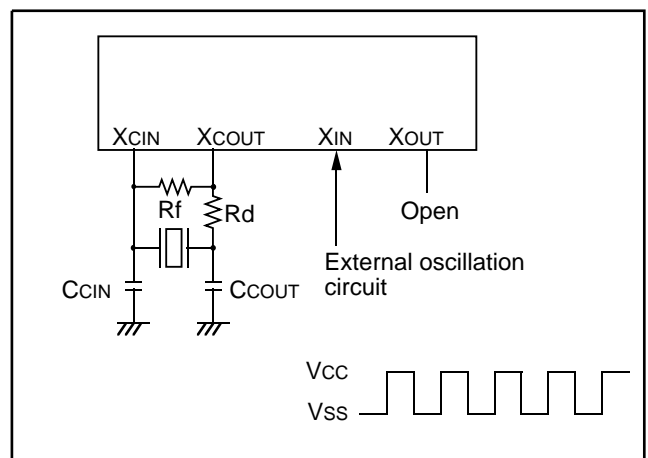 XCIN XCOUT XIN XOUT
Rf
Rd
Open
External oscillation
circuit
CCIN
CCOUT
VCC
VSS